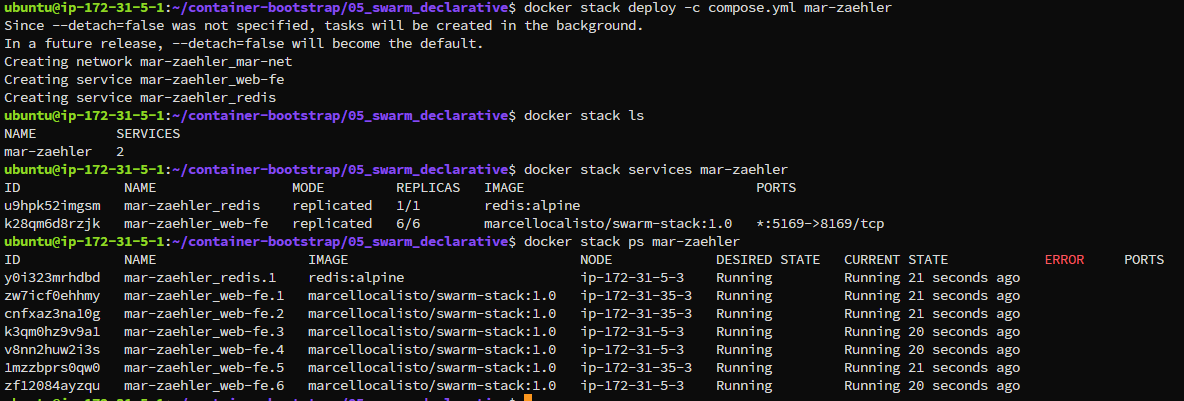 ubuntu@ip-172-31-5-1:~/container-bootstrap/05_swarm_declarative$ docker stack deploy -c compose.yml mar-zaehler
Since --detach=false was not specified, tasks will be created in the background.
In a future release, --detach=false will become the default.
Creating network mar-zaehler_mar-net
Creating service mar-zaehler_web-fe
Creating service mar-zaehler_redis
ubuntu@ip-172-31-5-1:~/container-bootstrap/05_swarm_declarative$ docker stack ls
NAME SERVICES
mar-zaehler 2
ubuntu@ip-172-31-5-1:~/container-bootstrap/05_swarm_declarative$ docker stack services mar-zaehler
ID NAME MODE REPLICAS IMAGE PORTS
u9hpk52imgsm mar-zaehler_redis replicated 1/1 redis:alpine
k28qm6d8rzjk mar-zaehler_web-fe replicated 6/6 marcellocalisto/swarm-stack:1.0 *:5169->8169/tcp
ubuntu@ip-172-31-5-1:~/container-bootstrap/05_swarm_declarative$ docker stack ps mar-zaehler
ID NAME IMAGE NODE DESIRED STATE CURRENT STATE ERROR PORTS
y0i323mrhdbd mar-zaehler_redis.1 redis:alpine ip-172-31-5-3 Running Running 21 seconds ago
zw7icf0ehhmy mar-zaehler_web-fe.1 marcellocalisto/swarm-stack:1.0 ip-172-31-35-3 Running Running 21 seconds ago
cnfxaz3na10g mar-zaehler_web-fe.2 marcellocalisto/swarm-stack:1.0 ip-172-31-35-3 Running Running 21 seconds ago
k3qm0hz9v9a1 mar-zaehler_web-fe.3 marcellocalisto/swarm-stack:1.0 ip-172-31-5-3 Running Running 20 seconds ago
v8nn2huw2i3s mar-zaehler_web-fe.4 marcellocalisto/swarm-stack:1.0 ip-172-31-5-3 Running Running 20 seconds ago
1mzzbprs0qw0 mar-zaehler_web-fe.5 marcellocalisto/swarm-stack:1.0 ip-172-31-35-3 Running Running 21 seconds ago
zfl2084ayzqu mar-zaehler_web-fe.6 marcellocalisto/swarm-stack:1.0 ip-172-31-5-3 Running Running 20 seconds ago
ubuntu@ip-172-31-5-1:~/container-bootstrap/05_swarm_declarative$